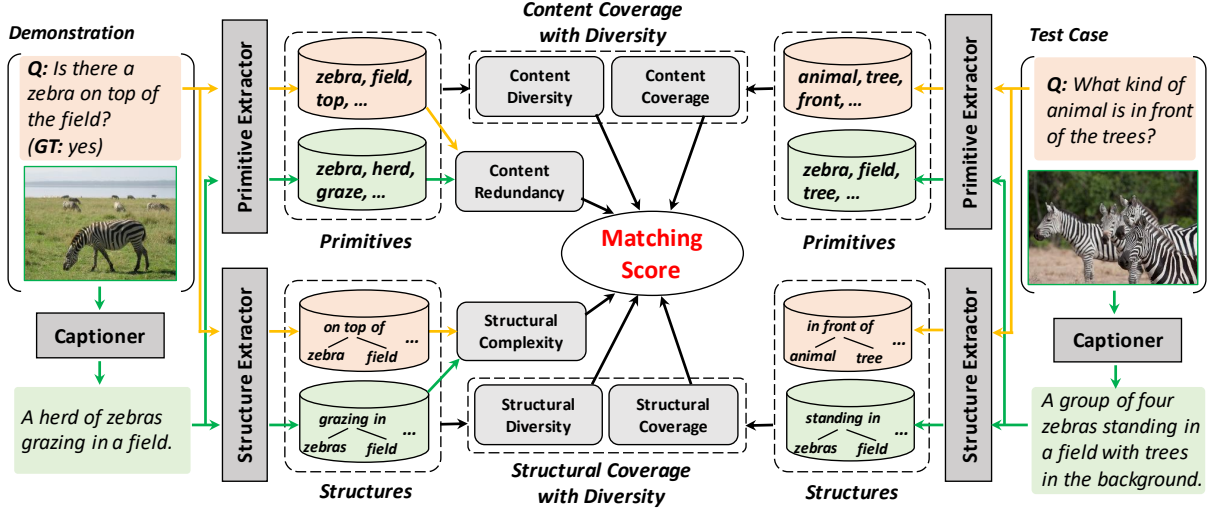 Demonstration
Q: Is there a
zebra on top of
the field?
(GT: yes)
Captioner
A herd of zebras
grazing in a field.
Primitive Extractor
Structure Extractor
zebra, field,
top, ...
zebra, herd,
graze, ...
Primitives
on top of
zebra
field
...
grazing in
zebras
field
...
Structures
Content Coverage
with Diversity
Content
Diversity
Content
Coverage
Content
Redundancy
Matching
Score
Structural
Complexity
Structural
Diversity
Structural
Coverage
Structural Coverage
with Diversity
animal, tree,
front, ...
zebra, field,
tree, ...
Primitives
in front of
animal
tree
...
standing in
zebras
field
...
Structures
Primitive Extractor
Structure Extractor
Test Case
Q: What kind of
animal is in front
of the trees?
Captioner
A group of four
zebras standing in
a field with trees
in the background.